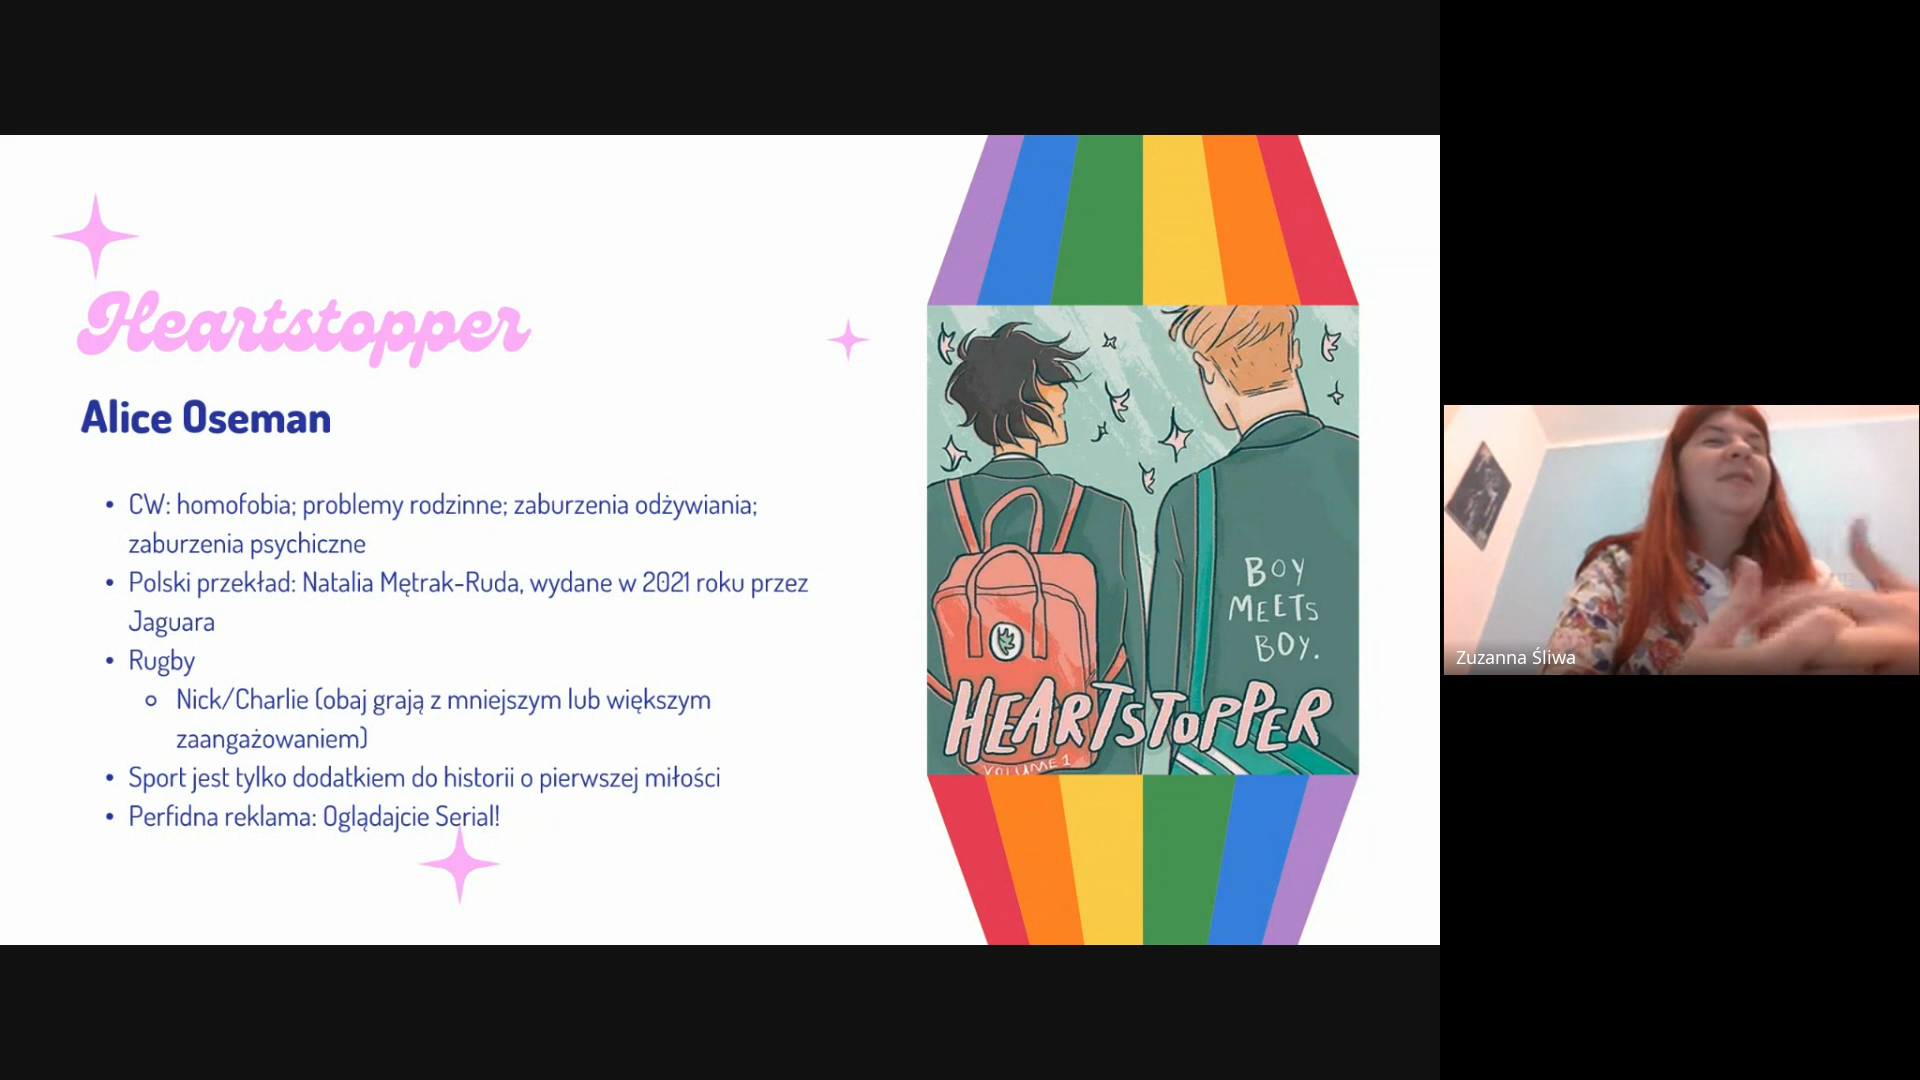 Heartstopper
Alice Oseman
• CW: homofobia; problemy rodzinne; zaburzenia odżywiania;
zaburzenia psychiczne
• Polski przekład: Natalia Mętrak-Ruda, wydane w 2021 roku przez
Jaguara
• Rugby
Nick/Charlie (obaj grają z mniejszym lub większym
zaangażowaniem)
• Sport jest tylko dodatkiem do historii o pierwszej miłości
• Perfidna reklama: Oglądajcie Serial!
BOY
MEETS
BOY.
HEARTSTOPPER
VOLUME 1
Zuzanna Śliwa